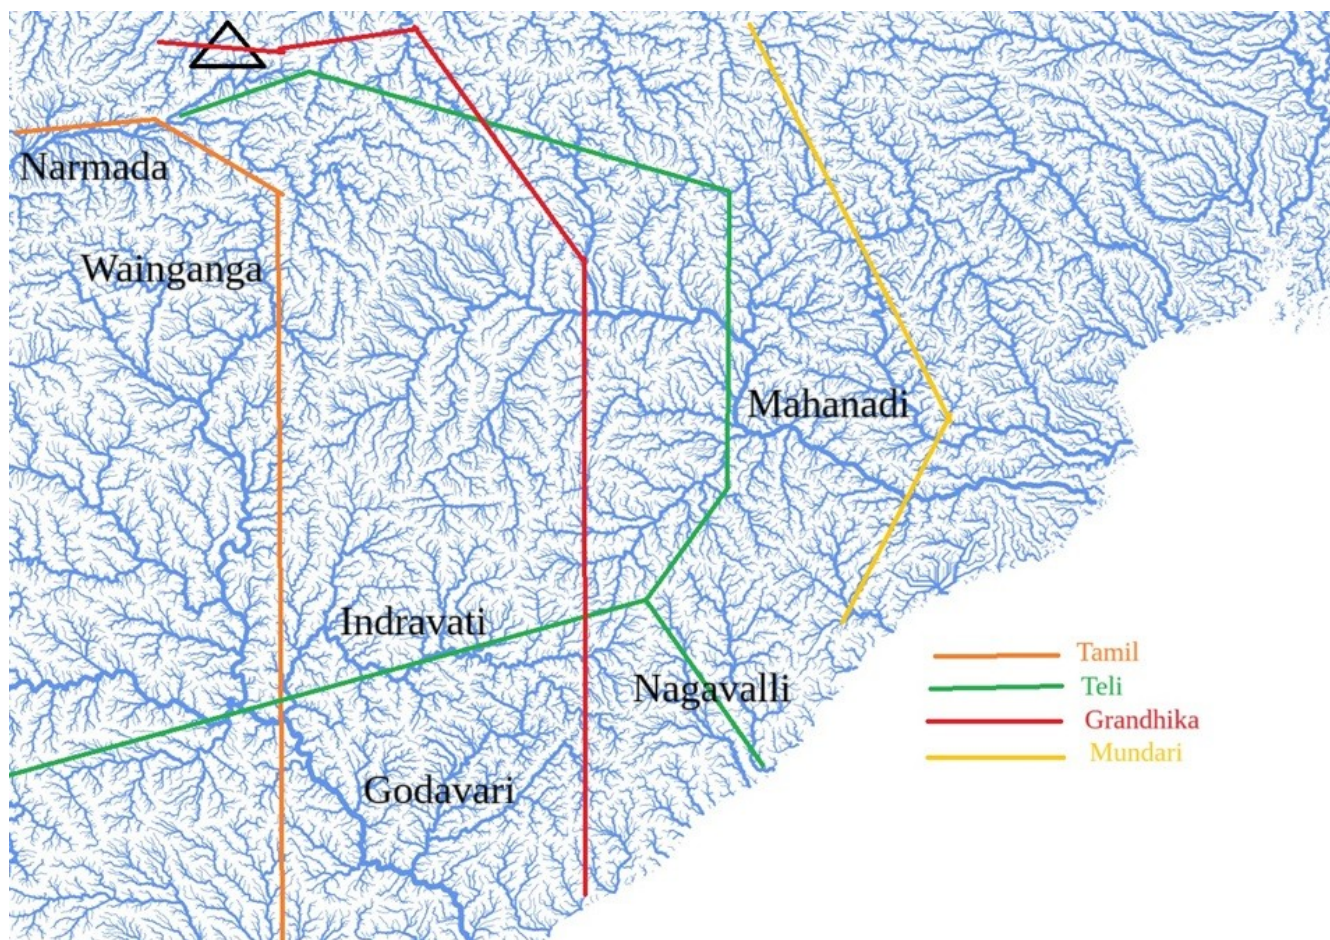 Narmada
Wainganga
Mahanadi
Indravati
Nagavalli
Godavari
Tamil
Teli
Grandhika
Mundari